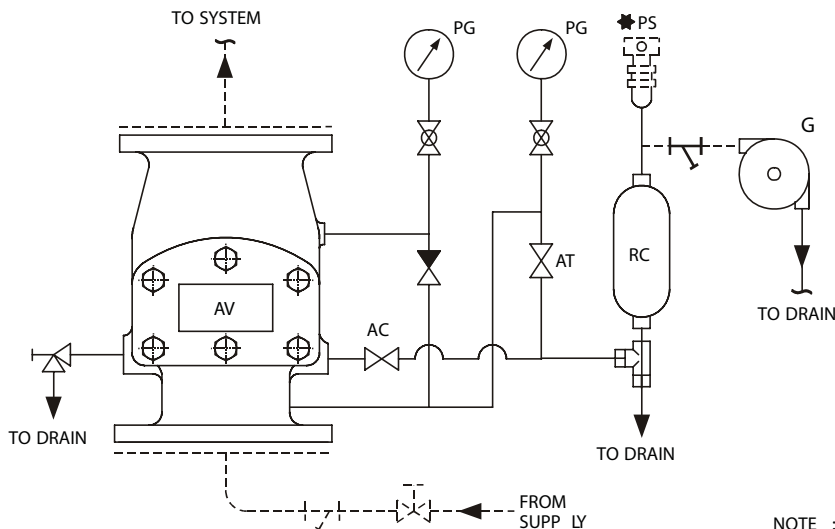 TO SYSTEM
PG
PG
PS
G
RC
TO DRAIN
AV
AC
AT
TO DRAIN
TO DRAIN
FROM
SUPP LY
NOTE :